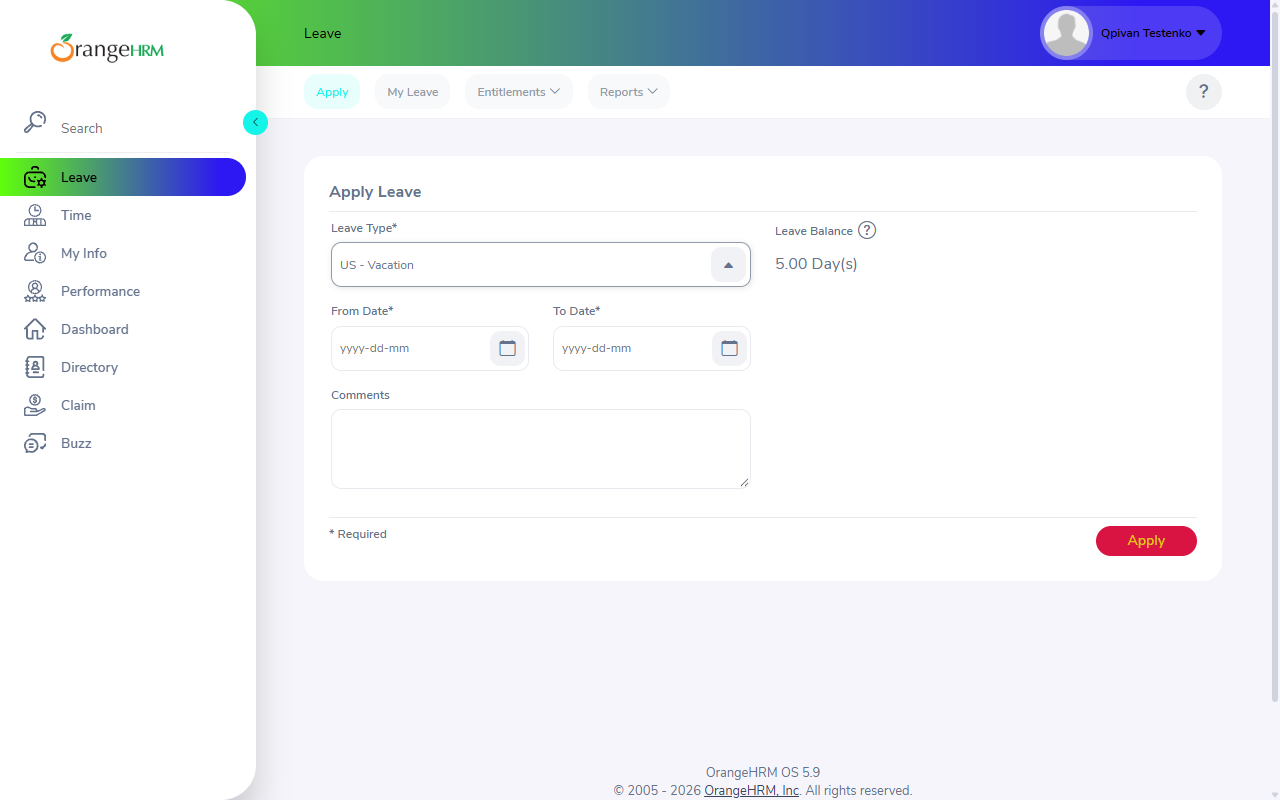 OrangeHRM
Leave
Qpivan Testenko
Apply
My Leave
Entitlements
Reports
?
Search
Leave
Time
My Info
Performance
Dashboard
Directory
Claim
Buzz
Apply Leave
Leave Type*
US - Vacation
Leave Balance ?
5.00 Day(s)
From Date*
To Date*
yyyy-dd-mm
yyyy-dd-mm
Comments
* Required
Apply
OrangeHRM OS 5.9
© 2005 - 2026 OrangeHRM, Inc. All rights reserved.